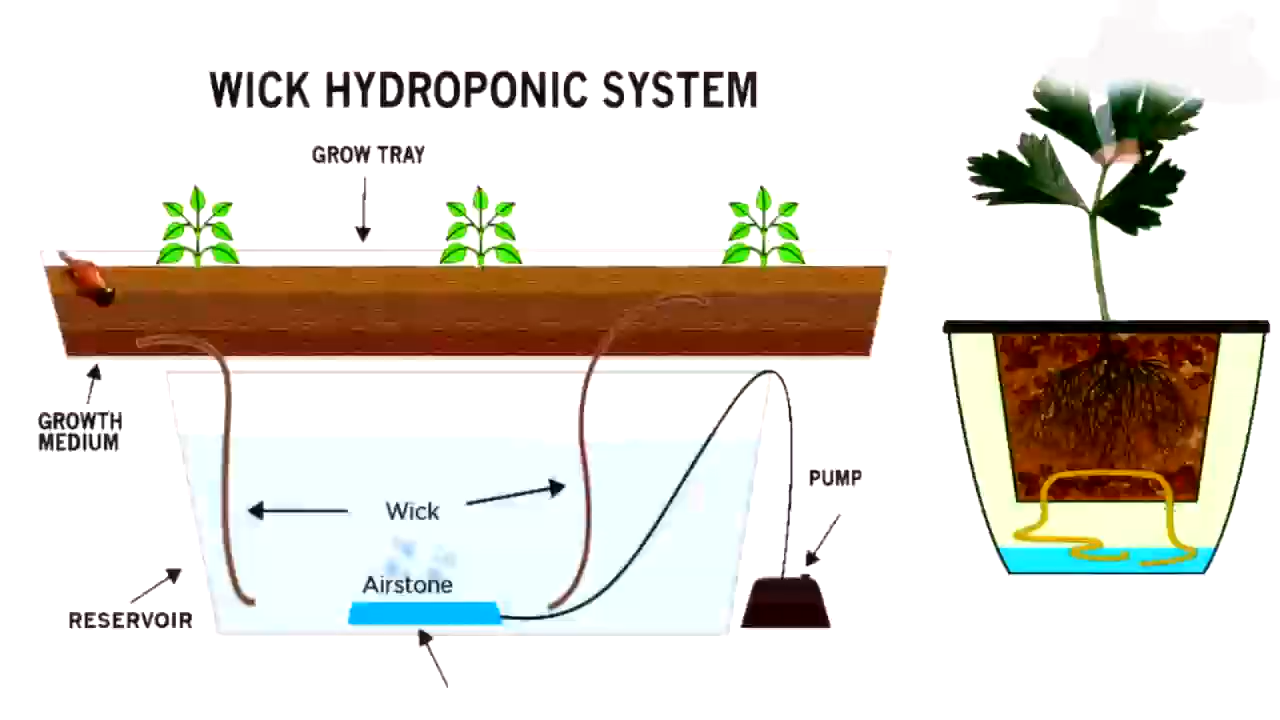 WICK HYDROPONIC SYSTEM
GROW TRAY
GROWTH
MEDIUM
PUMP
Wick
Airstone
RESERVOIR